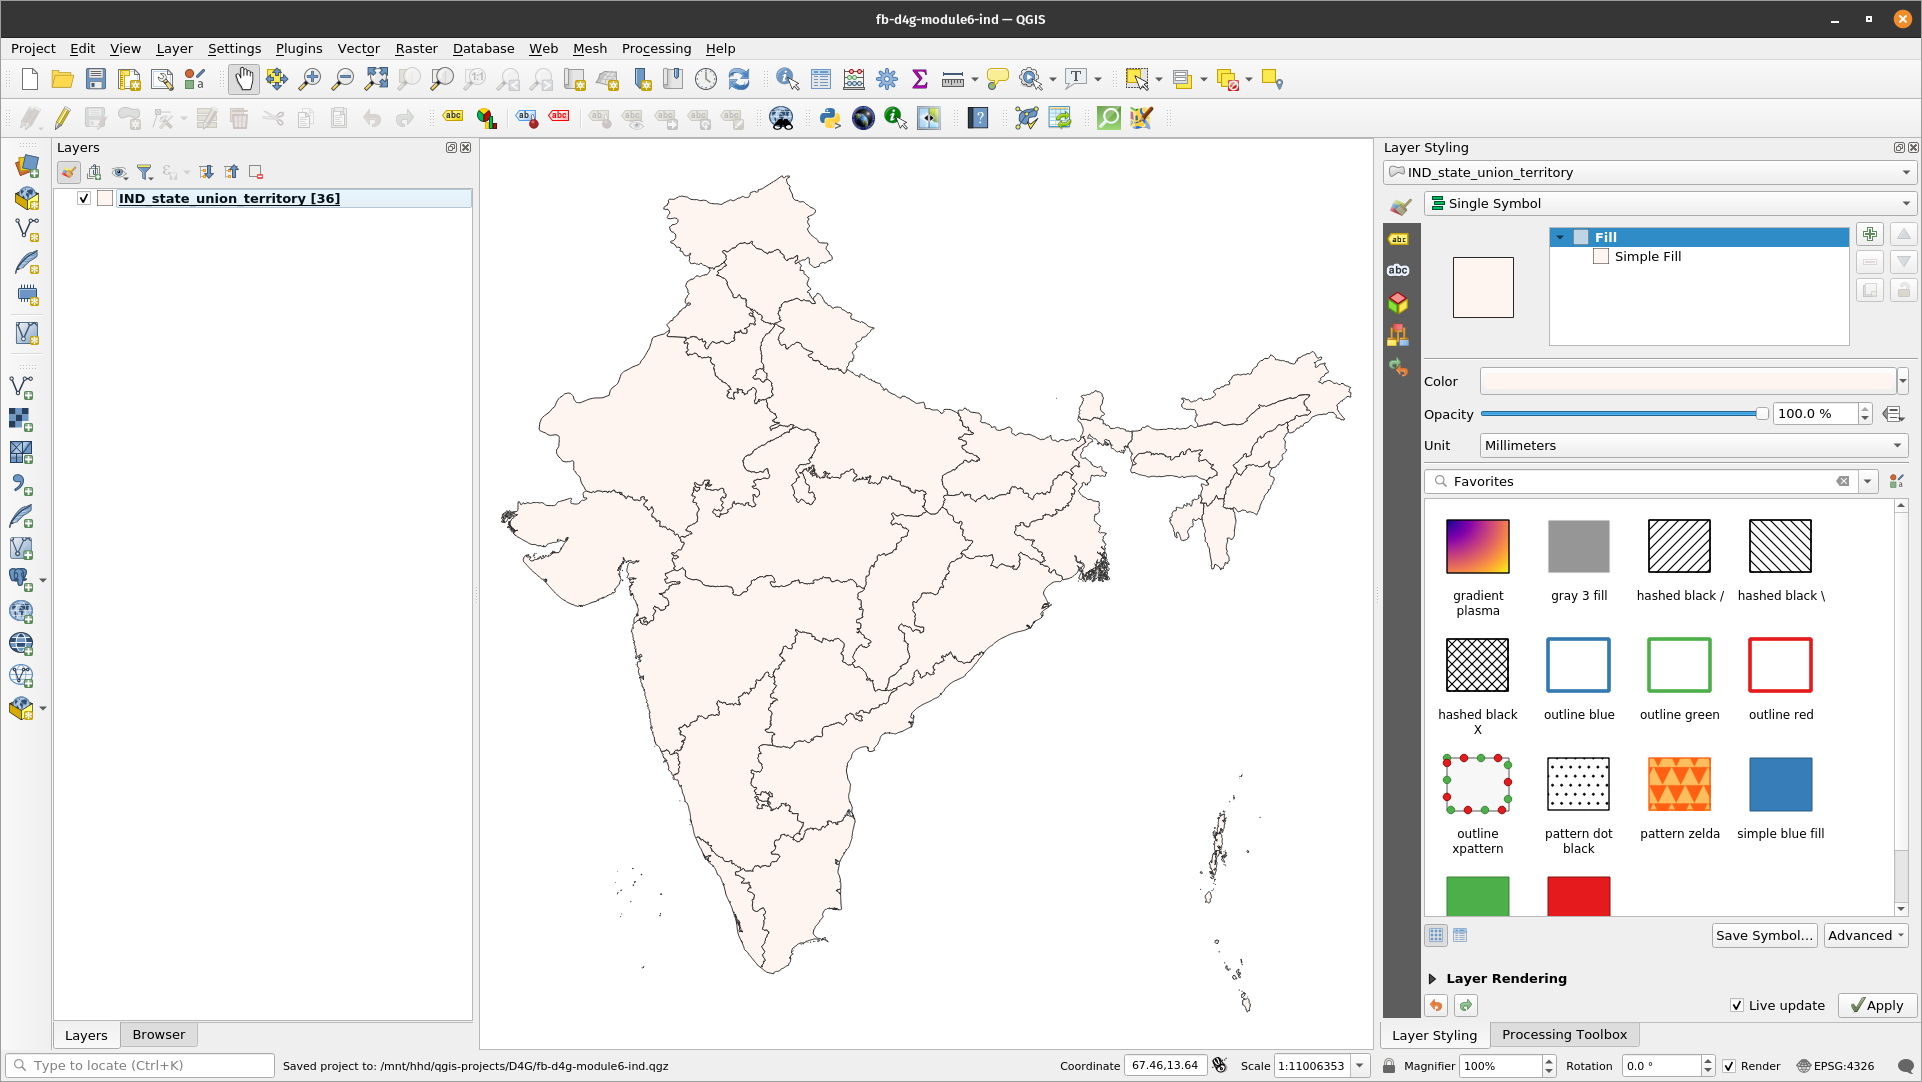 fb-d4g-module6-ind — QGIS
Project Edit View Layer Settings Plugins Vector Raster Database Web Mesh Processing Help
Layers
IND_state_union_territory [36]
Layers Browser
Layer Styling
IND_state_union_territory
Single Symbol
Fill
Simple Fill
Color
Opacity 100.0 %
Unit Millimeters
Favorites
gradient plasma
gray 3 fill
hashed black /
hashed black \
hashed black X
outline blue
outline green
outline red
outline xpattern
pattern dot black
pattern zelda
simple blue fill
Save Symbol... Advanced
Layer Rendering
Live update Apply
Layer Styling Processing Toolbox
Type to locate (Ctrl+K) Saved project to: /mnt/hhd/qgis-projects/D4G/fb-d4g-module6-ind.qgz Coordinate 67.46,13.64 Scale 1:11006353 Magnifier 100% Rotation 0.0 ° Render EPSG:4326